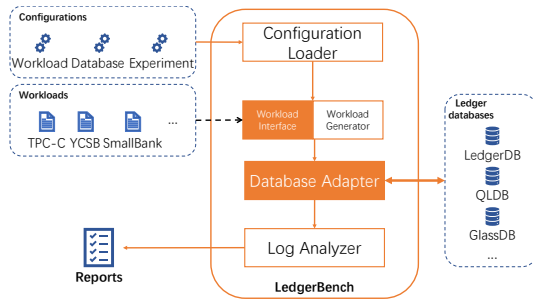 Configurations
Workload Database Experiment
Workloads
TPC-C YCSB SmallBank
...
Configuration
Loader
Workload
Interface
Workload
Generator
Database Adapter
Log Analyzer
LedgerBench
Reports
Ledger
databases
LedgerDB
QLDB
GlassDB
...